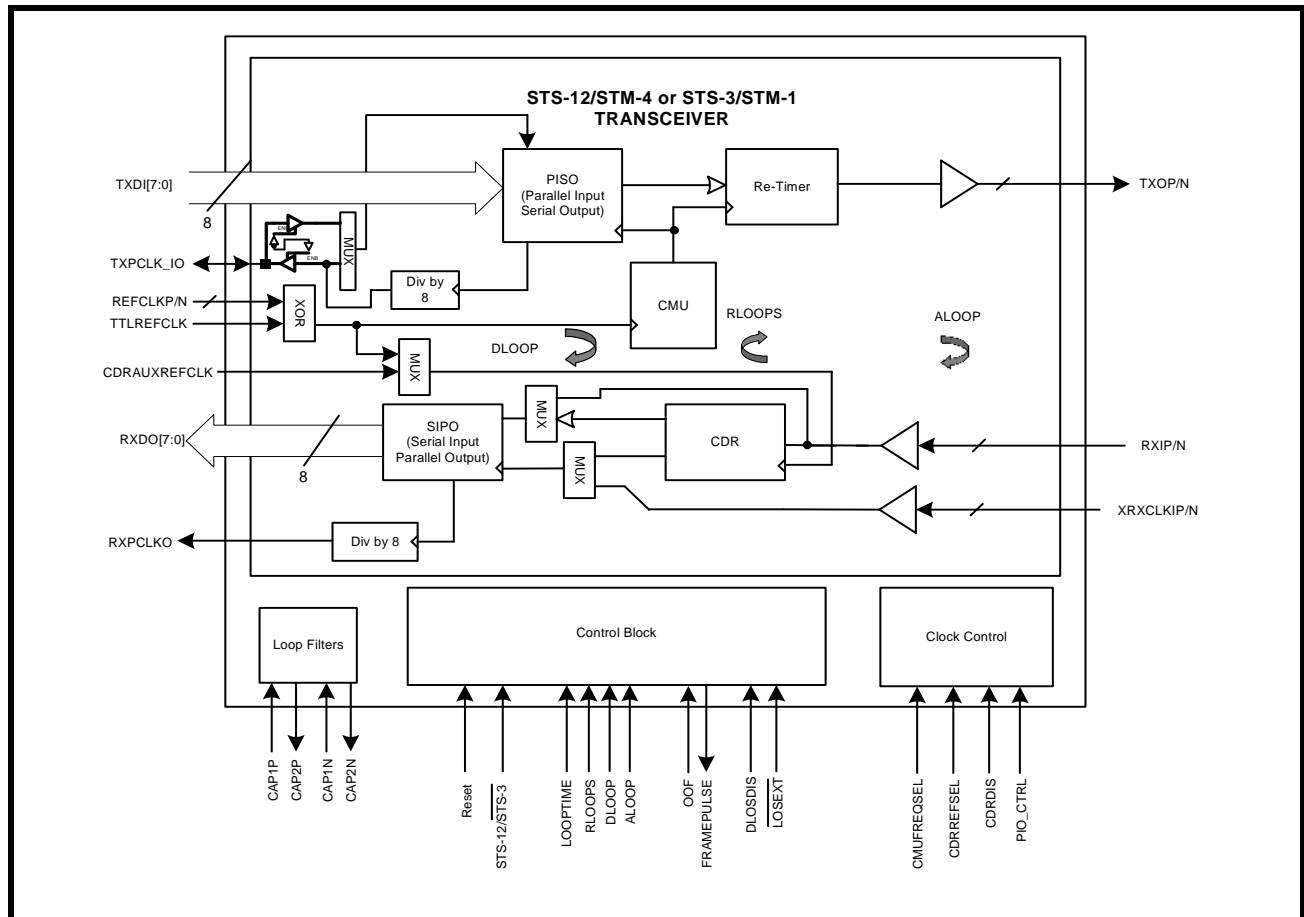 STS-12/STM-4 or STS-3/STM-1
TRANSCEIVER
TXDI[7:0]
8
PISO
(Parallel Input
Serial Output)
Re-Timer
TXOP/N
ENB
MUX
TXPCLK_IO
ENB
Div by
8
REFCLKP/N
XOR
TTLREFCLK
CMU
RLOOPS
ALOOP
DLOOP
CDRAUXREFCLK
MUX
MUX
RXDO[7:0]
8
SIPO
(Serial Input
Parallel Output)
CDR
RXIP/N
MUX
XRXCLKIP/N
RXPCLKO
Div by 8
Loop Filters
Control Block
Clock Control
CAP1P
CAP2P
CAP1N
CAP2N
Reset
STS-12/STS-3
LOOPTIME
RLOOPS
DLOOP
ALOOP
OOF
FRAMEPULSE
DLOSDIS
LOSEXT
CMUFREQSEL
CDRREFSEL
CDRDIS
PIO_CTRL